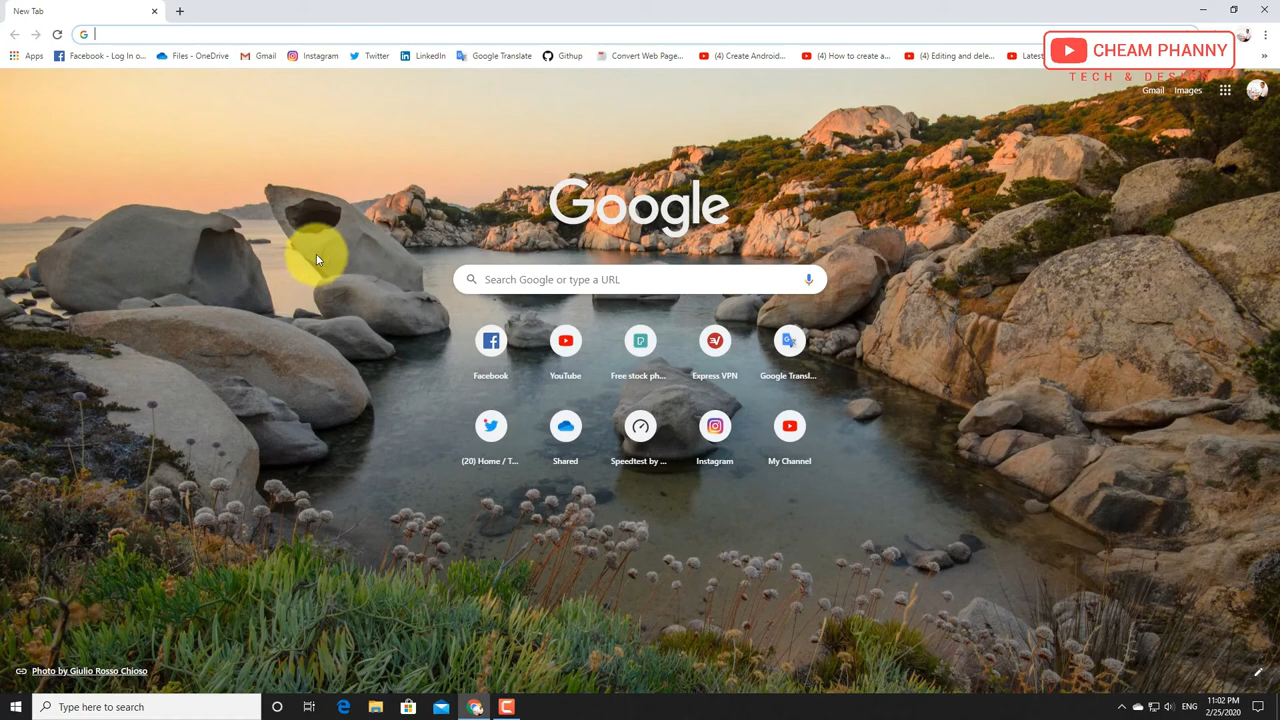 New Tab
Apps
Facebook - Log In o...
Files - OneDrive
Gmail
Instagram
Twitter
LinkedIn
Google Translate
Githup
Convert Web Page...
(4) Create Android...
(4) How to create a...
(4) Editing and dele...
Latest
»
CHEAM PHANNY
TECH & DESIGN
Gmail
Images
Google
Search Google or type a URL
Facebook
YouTube
Free stock ph...
Express VPN
Google Transl...
(20) Home / T...
Shared
Speedtest by ...
Instagram
My Channel
Photo by Giulio Rosso Chioso
Type here to search
ENG
11:02 PM
2/25/2020